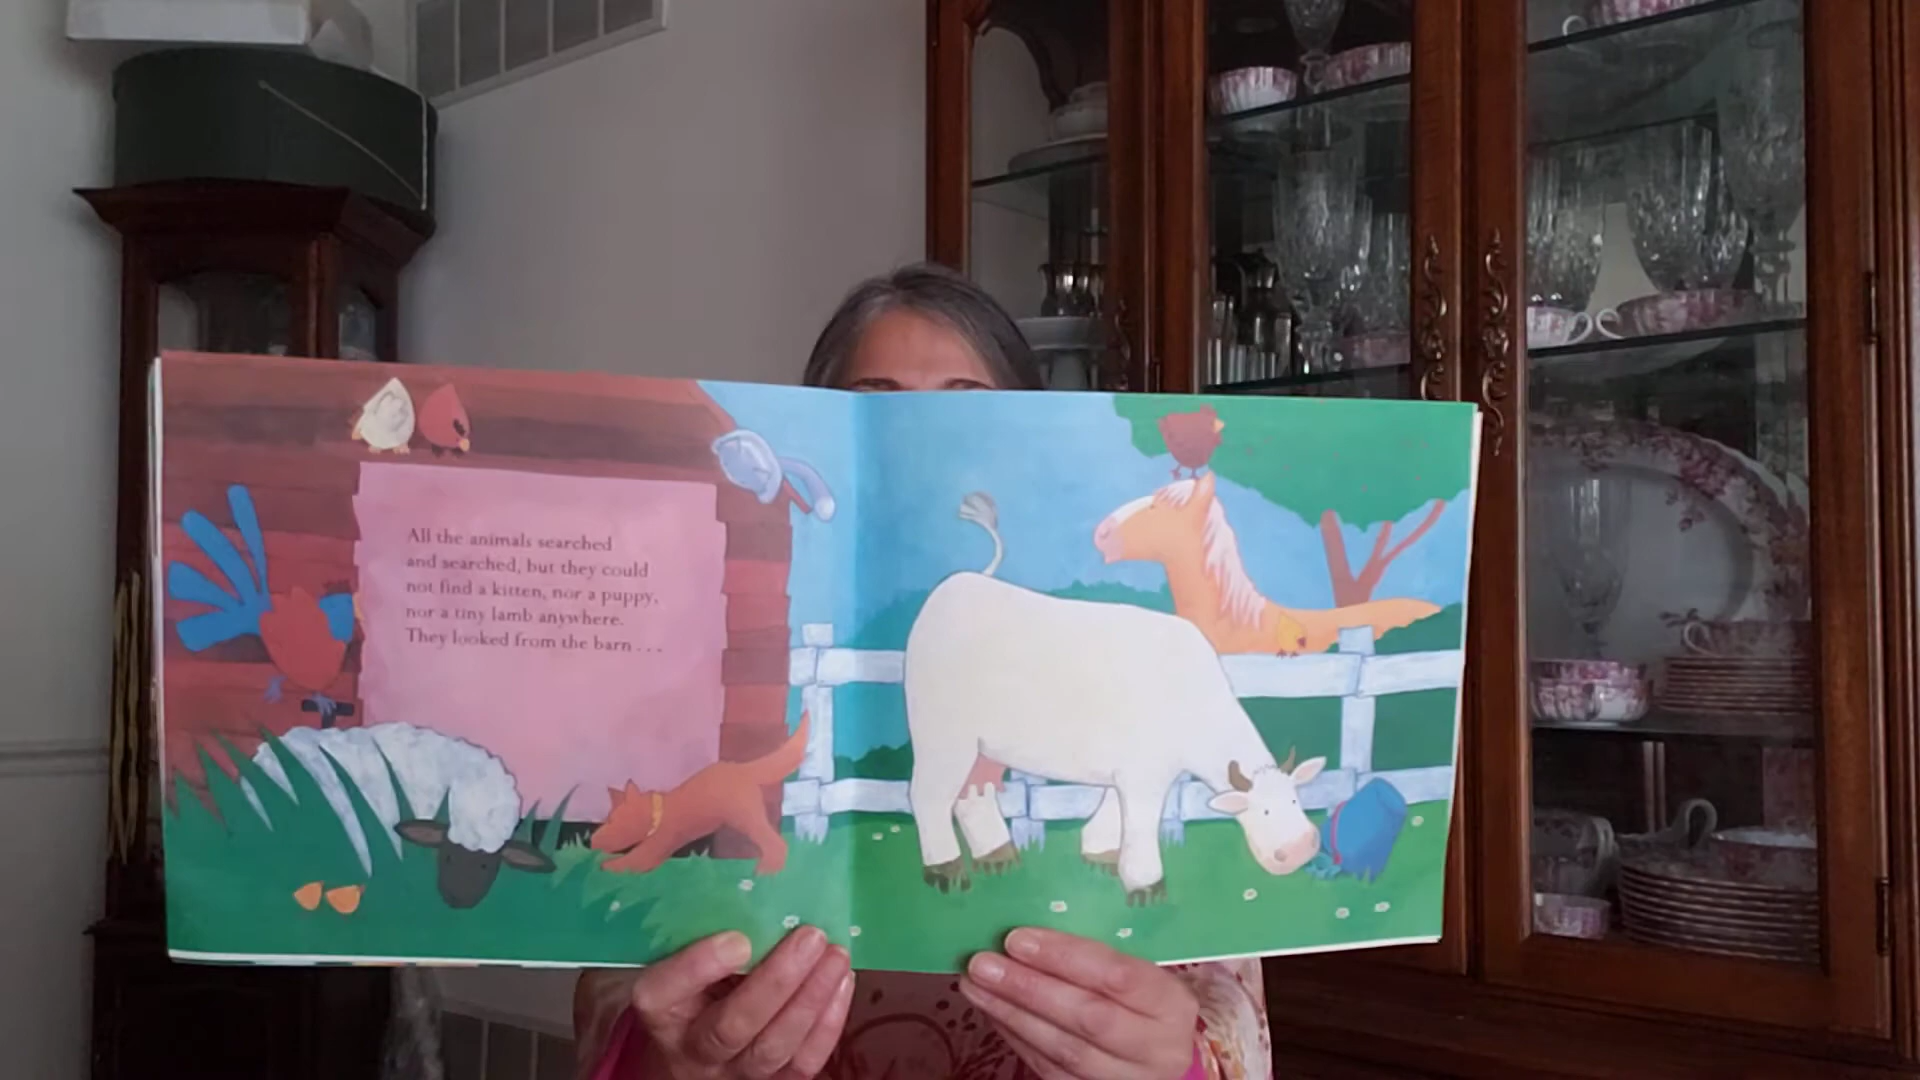 All the animals searched
and searched, but they could
not find a kitten, nor a puppy,
nor a tiny lamb anywhere.
They looked from the barn . . .